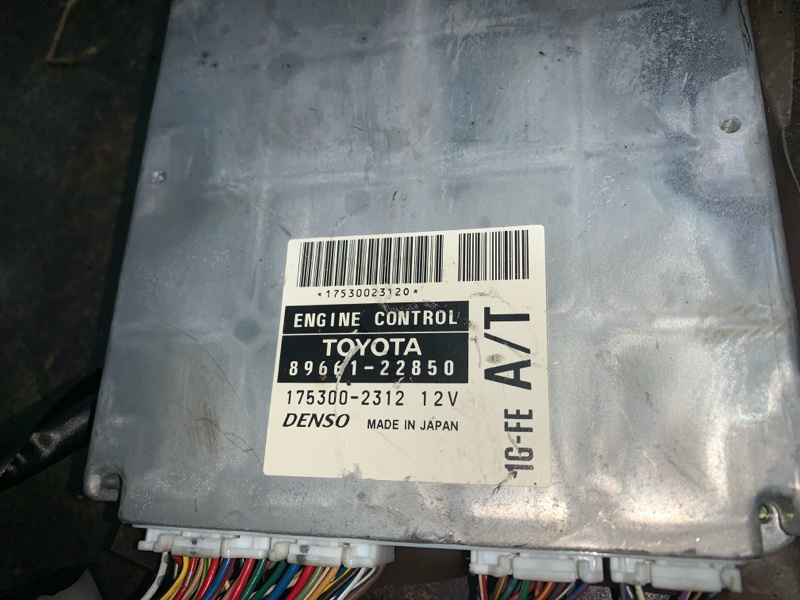 *17530023120*
ENGINE CONTROL
TOYOTA
89661-22850
175300-2312 12V
DENSO MADE IN JAPAN
1G-FE A/T